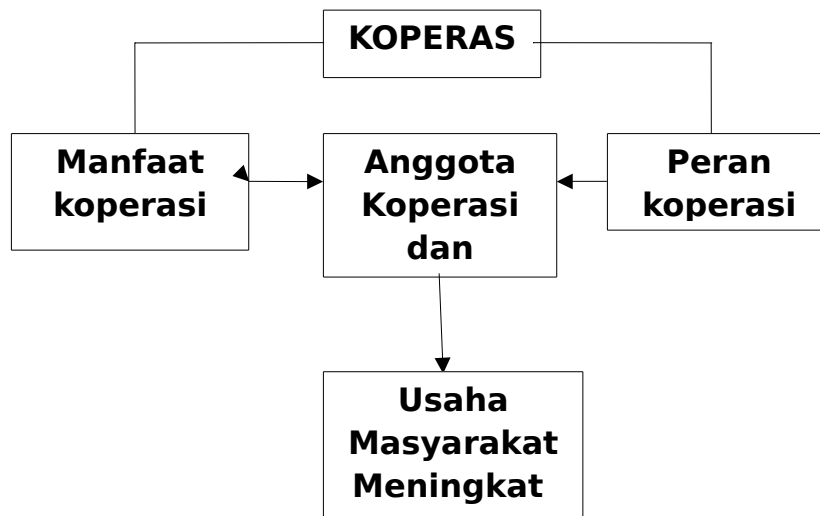 KOPERAS
Manfaat
koperasi
Anggota
Koperasi
dan
Peran
koperasi
Usaha
Masyarakat
Meningkat